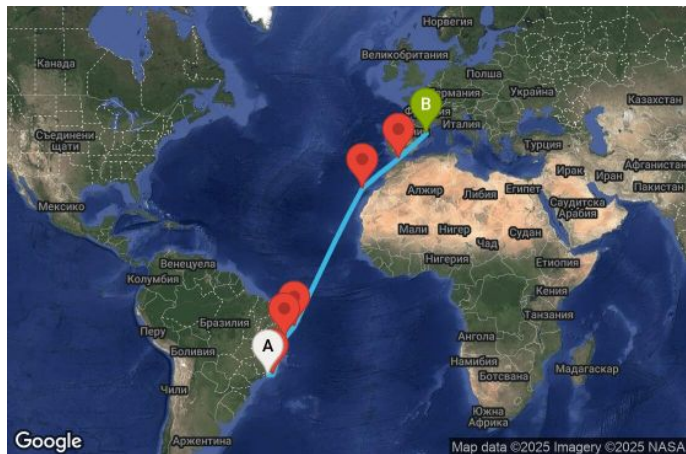 Норвегия
Канада
Великобритания
Полша
Германия
Украйна
Казахстан
B
Италия
Съединени
щати
Турция
Ирак
Афганистан
Иран
Пакистан
Алжир
Либия
Египет
Саудитска
Арабия
Мексико
Мали
Нигер
Чад
Судан
Венецуела
Колумбия
Нигерия
Етиопия
Кения
Перу
Бразилия
Танзания
A
Боливия
Ангола
Намибия
Ботсвана
Мадагаскар
Чили
Южна
Африка
Аржентина
Google
Map data ©2025 Imagery ©2025 NASA